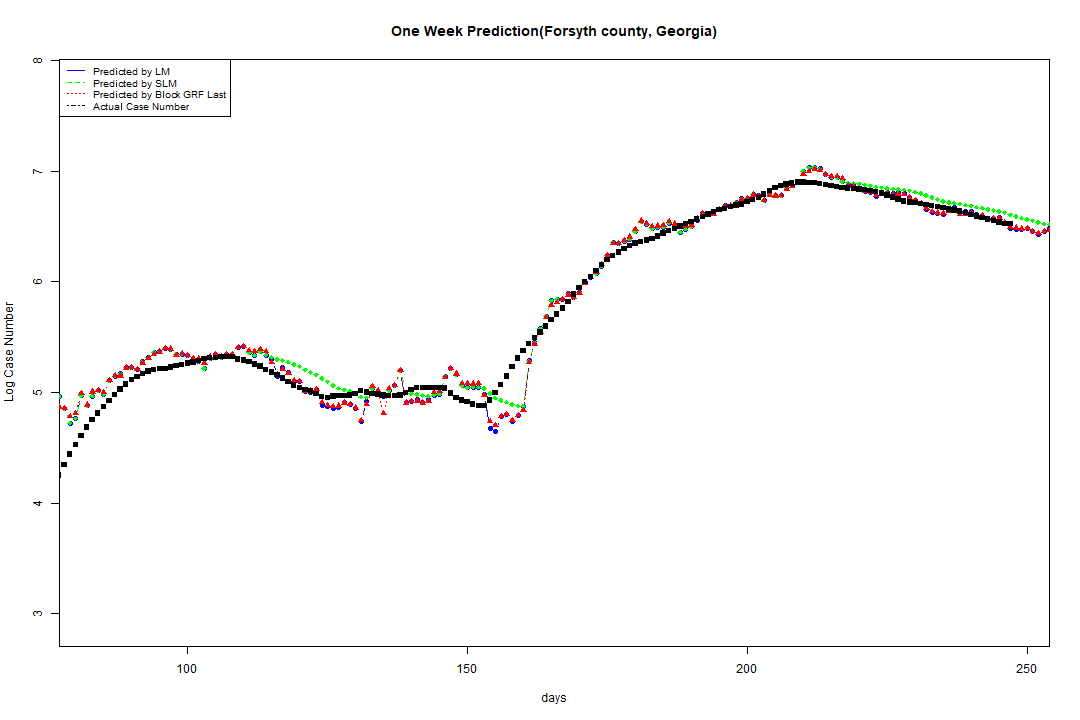 One Week Prediction(Forsyth county, Georgia)
Predicted by LM
Predicted by SLM
Predicted by Block GRF Last
Actual Case Number
8
7
6
5
4
3
Log Case Number
100 150 200 250
days